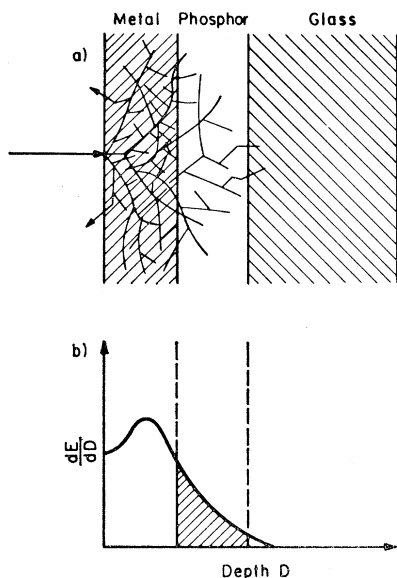 Metal Phosphor Glass
a)
b)
dE
dD
Depth D